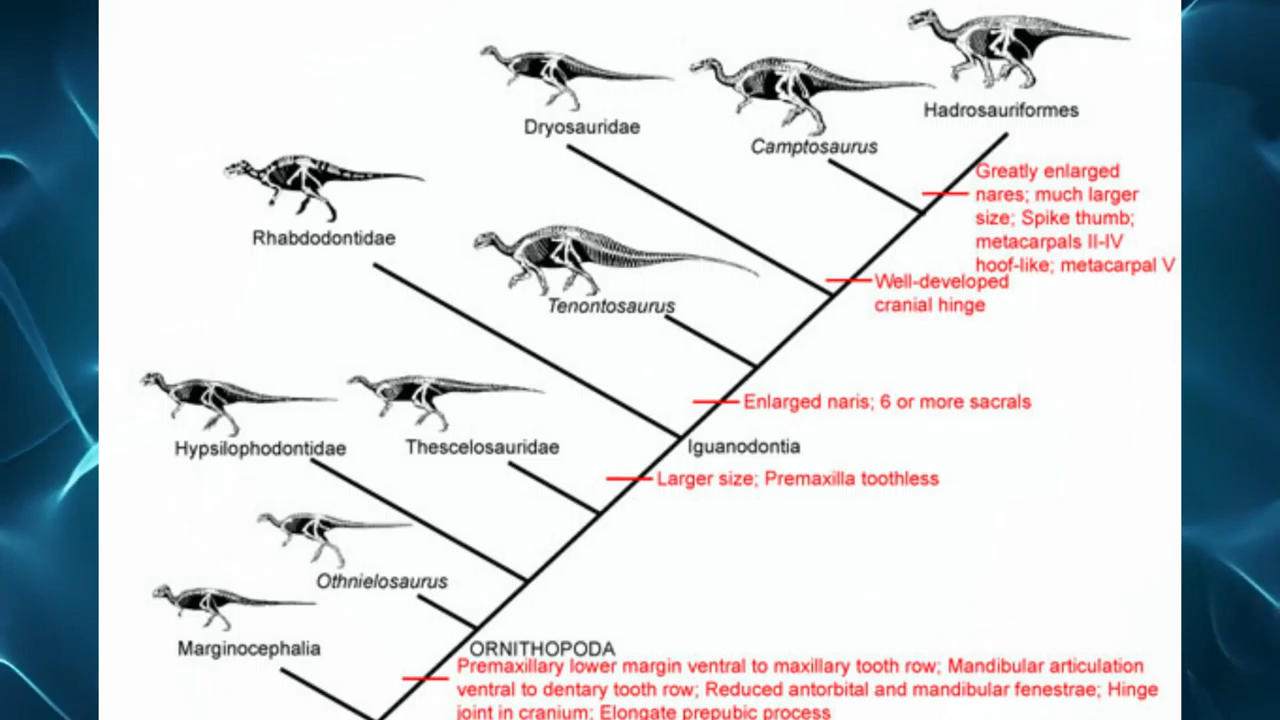 Hadrosauriformes
Dryosauridae
Camptosaurus
Greatly enlarged
nares; much larger
size; Spike thumb;
metacarpals II-IV
hoof-like; metacarpal V
Rhabdodontidae
Well-developed
cranial hinge
Tenontosaurus
Enlarged naris; 6 or more sacrals
Hypsilophodontidae
Thescelosauridae
Iguanodontia
Larger size; Premaxilla toothless
Othnielosaurus
Marginocephalia
ORNITHOPODA
Premaxillary lower margin ventral to maxillary tooth row; Mandibular articulation
ventral to dentary tooth row; Reduced antorbital and mandibular fenestrae; Hinge
joint in cranium; Elongate prepubic process